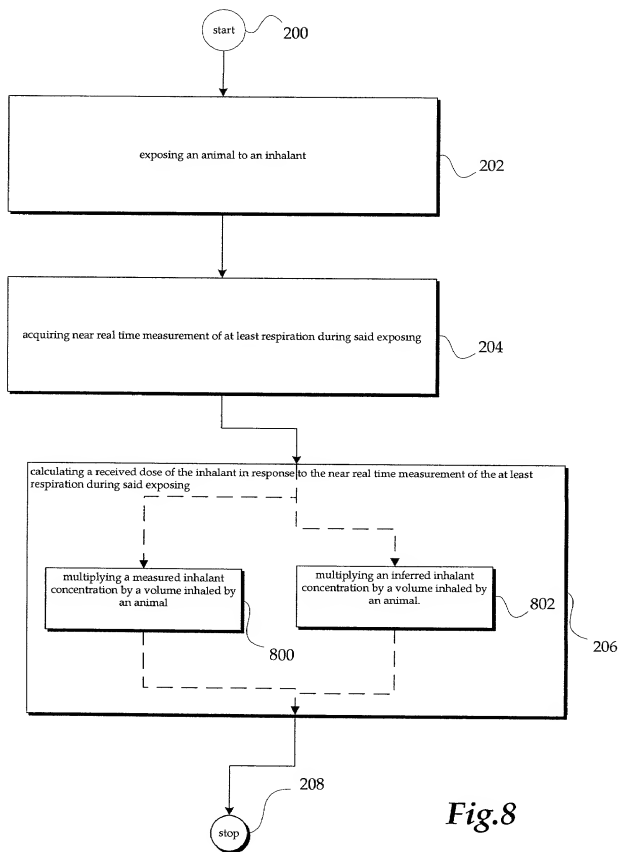 start
200
exposing an animal to an inhalant
202
acquiring near real time measurement of at least respiration during said exposing
204
calculating a received dose of the inhalant in response to the near real time measurement of the at least
respiration during said exposing
multiplying a measured inhalant
concentration by a volume inhaled by
an animal
800
multiplying an inferred inhalant
concentration by a volume inhaled by
an animal.
802
206
208
stop
Fig.8